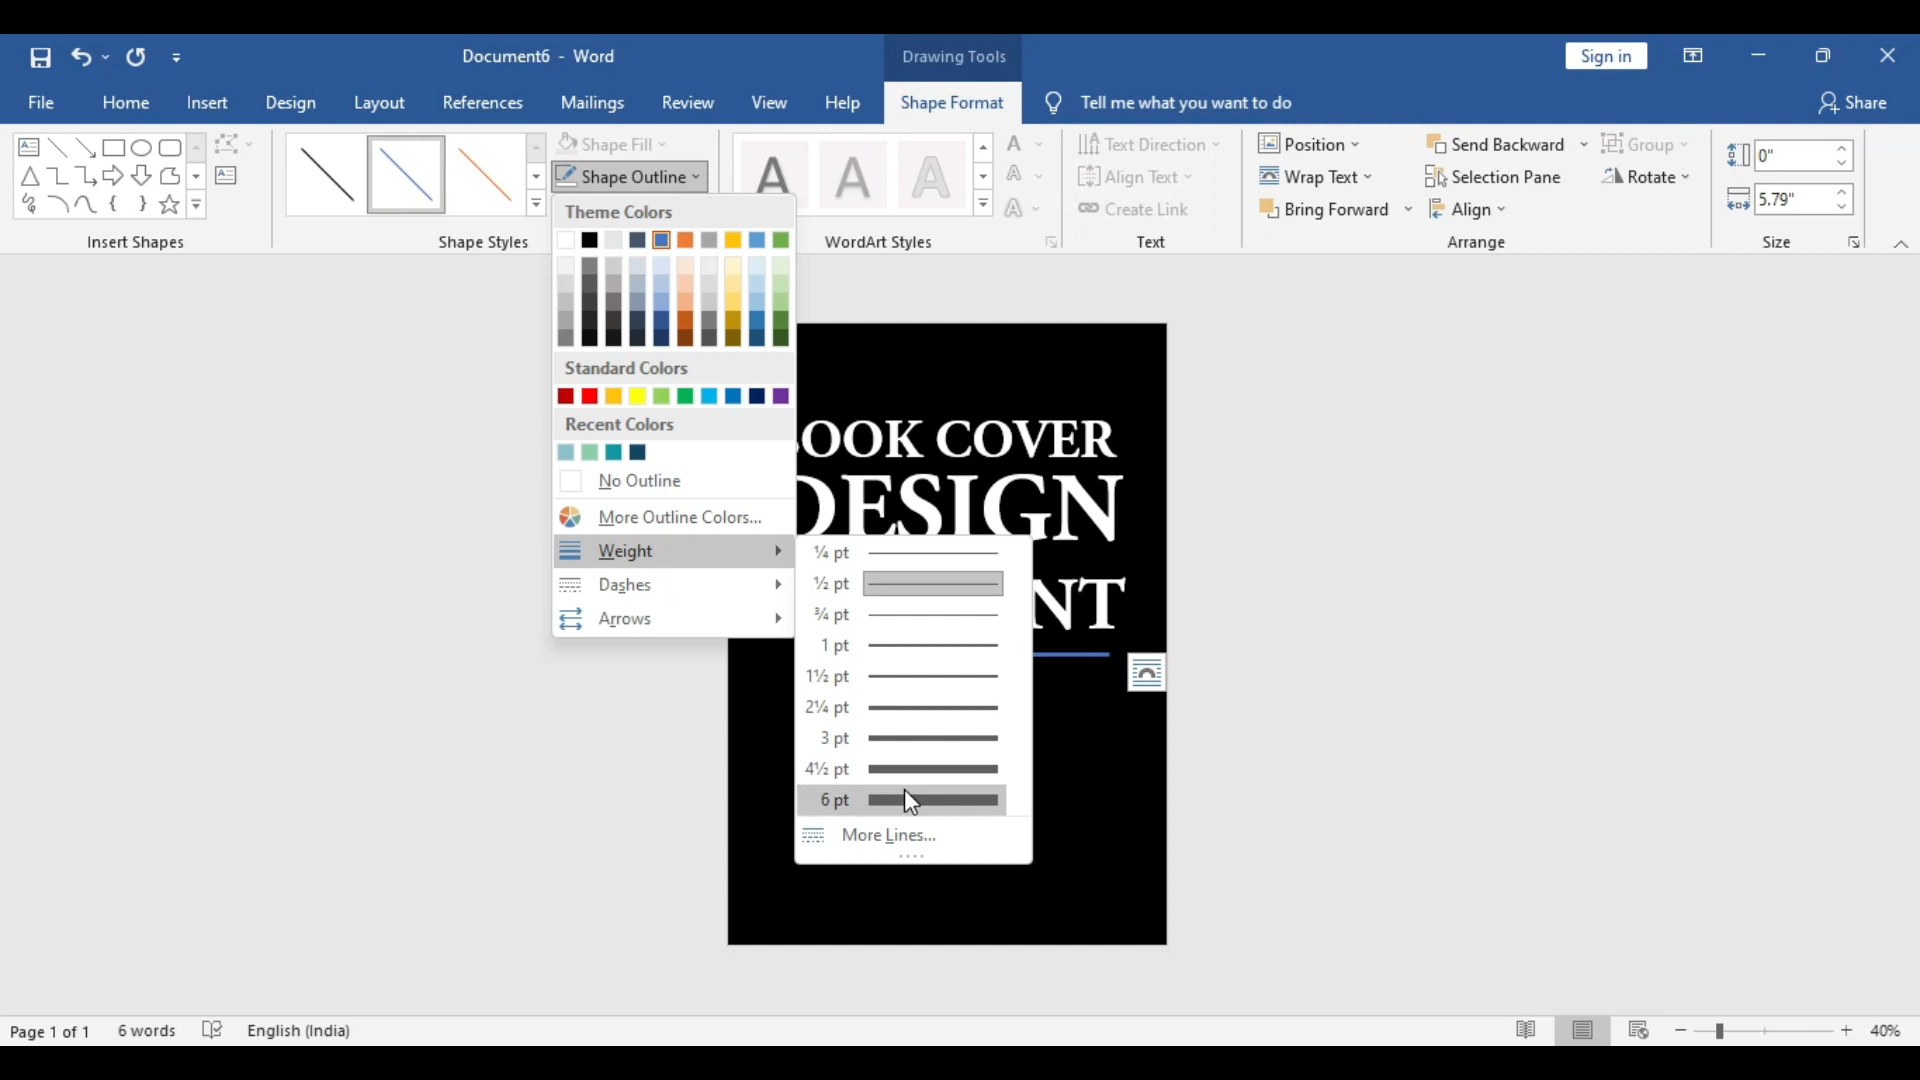 Document6 - Word
Drawing Tools
Sign in
File
Home
Insert
Design
Layout
References
Mailings
Review
View
Help
Shape Format
Tell me what you want to do
Share
Shape Fill
Shape Outline
Insert Shapes
Shape Styles
A A A
WordArt Styles
Text Direction
Align Text
Create Link
Text
Position
Wrap Text
Bring Forward
Send Backward
Selection Pane
Align
Group
Rotate
Arrange
0"
5.79"
Size
Theme Colors
Standard Colors
Recent Colors
No Outline
More Outline Colors...
Weight
Dashes
Arrows
¼ pt
½ pt
¾ pt
1 pt
1½ pt
2¼ pt
3 pt
4½ pt
6 pt
More Lines...
OOK COVER
DESIGN
NT
Page 1 of 1
6 words
English (India)
40%